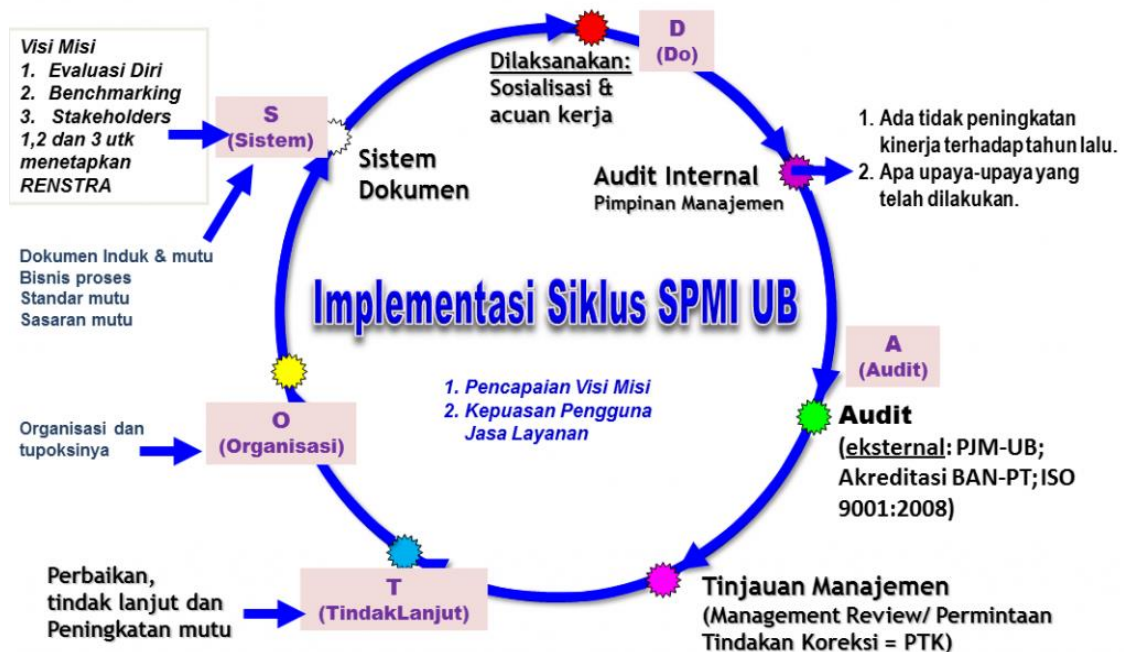 Visi Misi
1. Evaluasi Diri
2. Benchmarking
3. Stakeholders
1,2 dan 3 utk
menetapkan
RENSTRA
S
(Sistem)
Sistem
Dokumen
Dokumen Induk & mutu
Bisnis proses
Standar mutu
Sasaran mutu
D
(Do)
Dilaksanakan:
Sosialisasi &
acuan kerja
Audit Internal
Pimpinan Manajemen
1. Ada tidak peningkatan
kinerja terhadap tahun lalu.
2. Apa upaya-upaya yang
telah dilakukan.
Implementasi Siklus SPMI UB
1. Pencapaian Visi Misi
2. Kepuasan Pengguna
Jasa Layanan
A
(Audit)
Audit
(eksternal: PJM-UB;
Akreditasi BAN-PT; ISO
9001:2008)
Tinjauan Manajemen
(Management Review/ Permintaan
Tindakan Koreksi = PTK)
T
(TindakLanjut)
Perbaikan,
tindak lanjut dan
Peningkatan mutu
O
(Organisasi)
Organisasi dan
tupoksinya